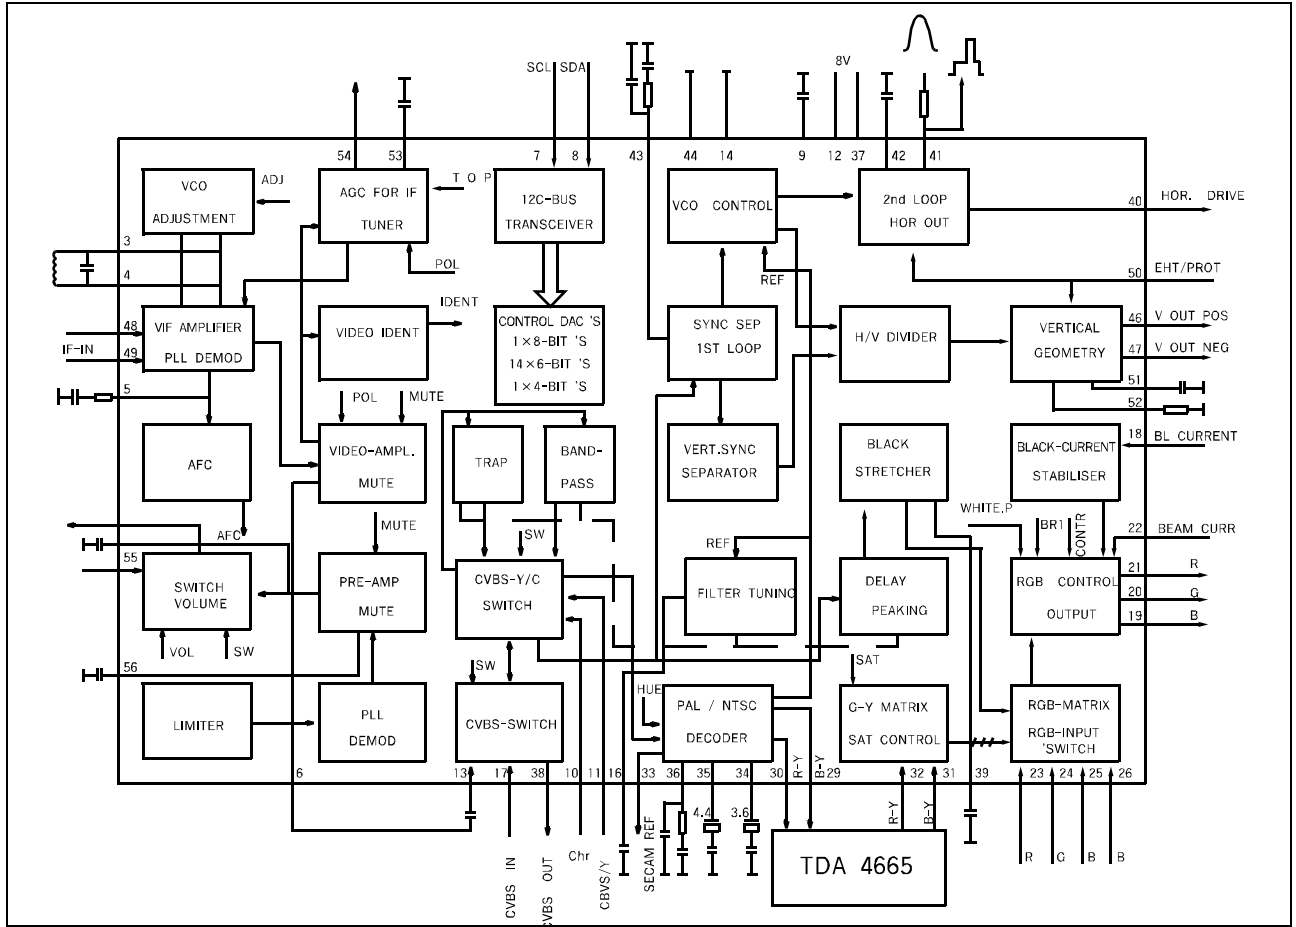 8V
SCL SDA
54
53
7
8
43
44
14
9
12
37
42
41
VCO
ADJUSTMENT
ADJ
AGC FOR IF
TUNER
T O P
12C-BUS
TRANSCEIVER
VCO CONTROL
2nd LOOP
HOR OUT
40
HOR. DRIVE
3
4
POL
REF
50
EHT/PROT
IDENT
48
49
IF-IN
VIF AMPLIFIER
PLL DEMOD
VIDEO IDENT
CONTROL DAC 'S
1×8-BIT 'S
14×6-BIT 'S
1×4-BIT 'S
SYNC SEP
1ST LOOP
H/V DIVIDER
VERTICAL
GEOMETRY
46
V OUT POS
47
V OUT NEG
51
52
5
POL
MUTE
AFC
VIDEO-AMPL.
MUTE
TRAP
BAND-
PASS
VERT.SYNC
SEPARATOR
BLACK
STRETCHER
BLACK-CURRENT
STABILISER
18
BL CURRENT
AFC
MUTE
SW
REF
WHITE.P
BR1
CONTR
22
BEAM CURR
55
SWITCH
VOLUME
PRE-AMP
MUTE
CVBS-Y/C
SWITCH
FILTER TUNING
DELAY
PEAKING
RGB CONTROL
OUTPUT
21
R
20
G
19
B
VOL
SW
56
SW
SAT
HUE
LIMITER
PLL
DEMOD
CVBS-SWITCH
PAL / NTSC
DECODER
G-Y MATRIX
SAT CONTROL
RGB-MATRIX
RGB-INPUT
'SWITCH
6
13
17
38
10
11
16
33
36
35
34
30
R-Y
B-Y
29
32
31
39
23
24
25
26
4.4
3.6
R-Y
B-Y
CVBS IN
CVBS OUT
Chr
CBVS/Y
SECAM REF
TDA 4665
R
G
B
B